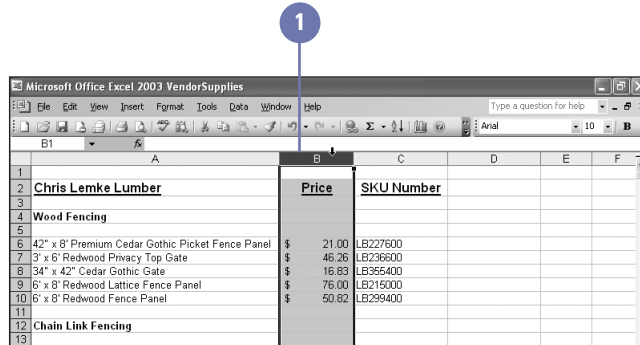 1
Microsoft Office Excel 2003 VendorSupplies
File Edit View Insert Format Tools Data Window Help Type a question for help
Σ Arial 10 B
B1 fx
A B C D E F
1
2 Chris Lemke Lumber Price SKU Number
3
4 Wood Fencing
5
6 42" x 8' Premium Cedar Gothic Picket Fence Panel $ 21.00 LB227600
7 3' x 6' Redwood Privacy Top Gate $ 46.26 LB236600
8 34" x 42" Cedar Gothic Gate $ 16.83 LB355400
9 6' x 8' Redwood Lattice Fence Panel $ 76.00 LB215000
10 6' x 8' Redwood Fence Panel $ 50.82 LB299400
11
12 Chain Link Fencing
13